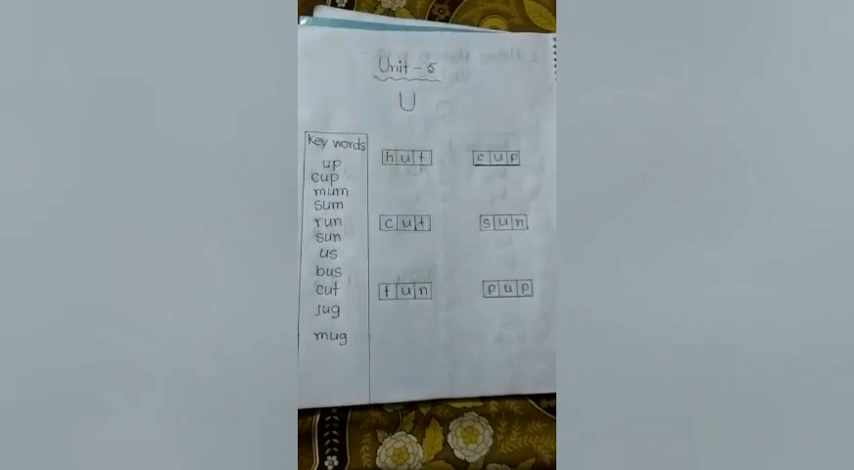 Unit - 5
U
Key words
up
cup
mum
sum
run
sun
us
bus
cut
jug
mug
hut cup
cut sun
fun pup